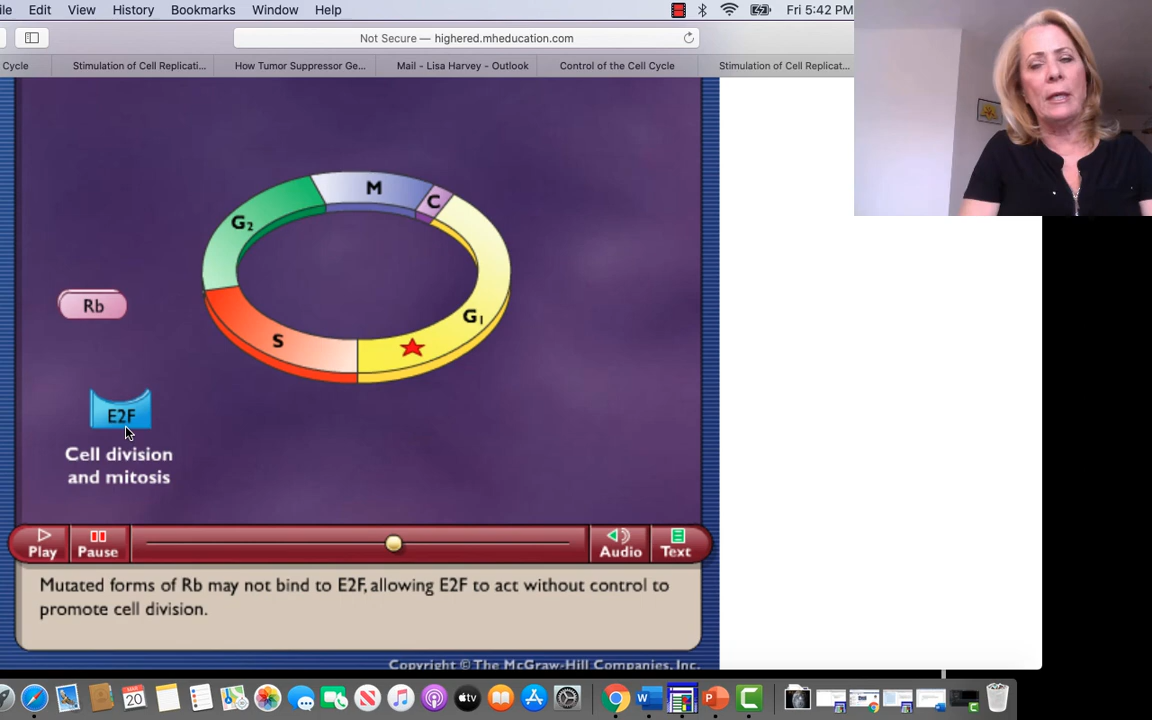 ile Edit View History Bookmarks Window Help Fri 5:42 PM
Not Secure — highered.mheducation.com
Cycle Stimulation of Cell Replicati... How Tumor Suppressor Ge... Mail - Lisa Harvey - Outlook Control of the Cell Cycle Stimulation of Cell Replicat...
M
C
G₂
Rb
G₁
S
E2F
Cell division
and mitosis
Play Pause Audio Text
Mutated forms of Rb may not bind to E2F, allowing E2F to act without control to
promote cell division.
Copyright © The McGraw-Hill Companies, Inc.
20
tv